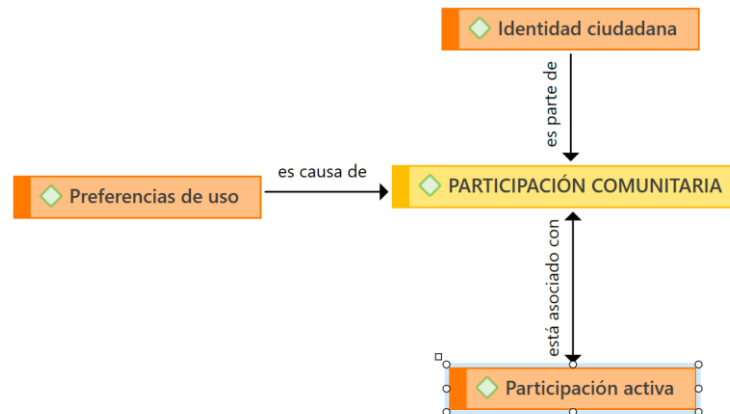 Identidad ciudadana
es parte de
es causa de
Preferencias de uso
PARTICIPACIÓN COMUNITARIA
está asociado con
Participación activa